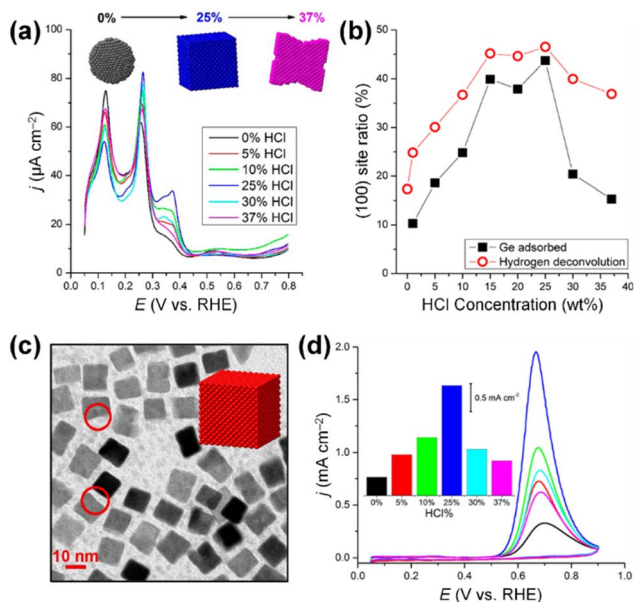 (a)
0%
25%
37%
100
80
60
40
20
0
j (µA cm⁻²)
0% HCl
5% HCl
10% HCl
25% HCl
30% HCl
37% HCl
0.0 0.1 0.2 0.3 0.4 0.5 0.6 0.7 0.8
E (V vs. RHE)
(b)
50
40
30
20
10
0
(100) site ratio (%)
Ge adsorbed
Hydrogen deconvolution
0 5 10 15 20 25 30 35 40
HCl Concentration (wt%)
(c)
10 nm
(d)
2.0
1.5
1.0
0.5
0.0
j (mA cm⁻²)
0.5 mA cm⁻²
0% 5% 10% 25% 30% 37%
HCl%
0.0 0.2 0.4 0.6 0.8 1.0
E (V vs. RHE)